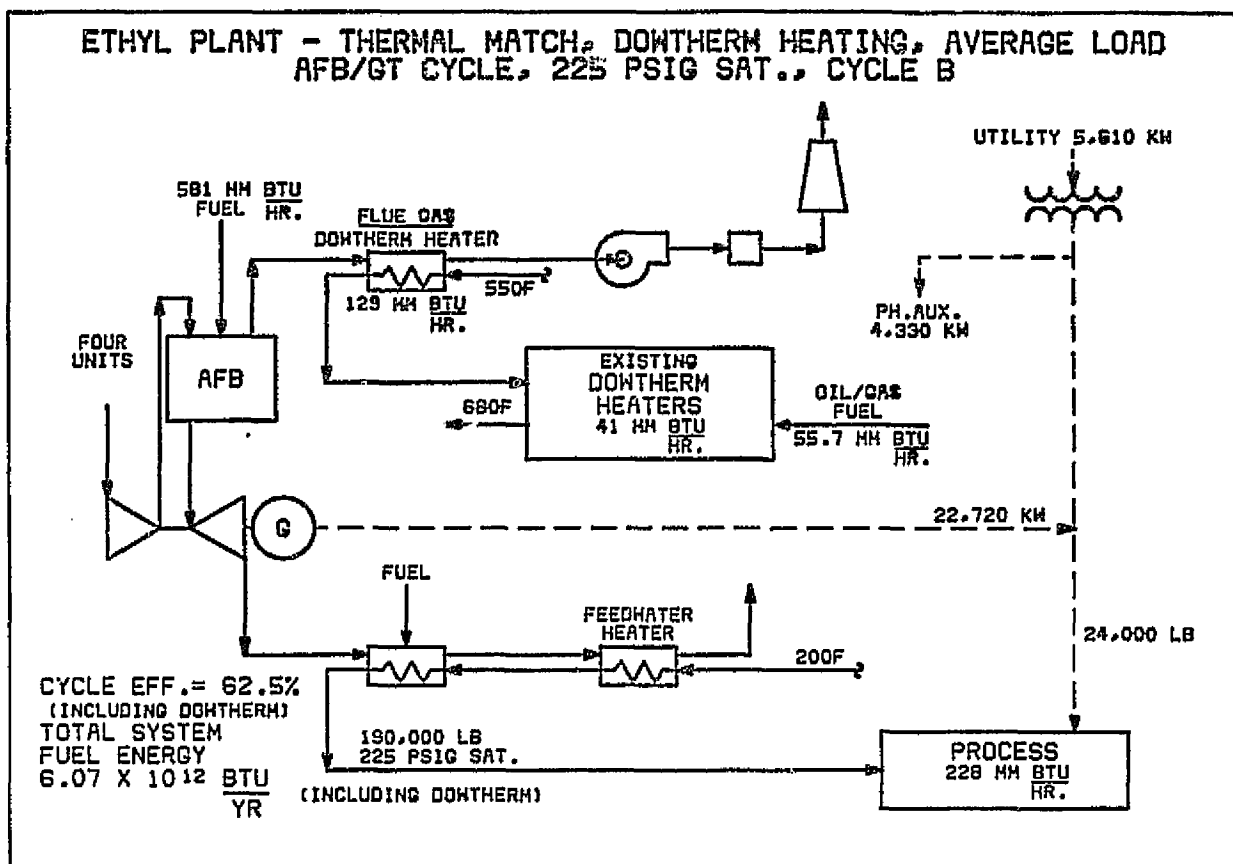 ETHYL PLANT - THERMAL MATCH, DOWTHERM HEATING, AVERAGE LOAD
AFB/GT CYCLE, 225 PSIG SAT., CYCLE B
UTILITY 5,610 KW
581 MM BTU
FUEL HR.
FLUE GAS
DOWTHERM HEATER
550F
129 MM BTU
HR.
PH.AUX.
4,330 KW
FOUR
UNITS
AFB
EXISTING
DOWTHERM
HEATERS
41 MM BTU
HR.
680F
OIL/GAS
FUEL
55.7 MM BTU
HR.
G
22,720 KW
FUEL
FEEDWATER
HEATER
200F
24,000 LB
CYCLE EFF.= 62.5%
(INCLUDING DOWTHERM)
TOTAL SYSTEM
FUEL ENERGY
6.07 X 10¹² BTU
YR
190,000 LB
225 PSIG SAT.
(INCLUDING DOWTHERM)
PROCESS
228 MM BTU
HR.